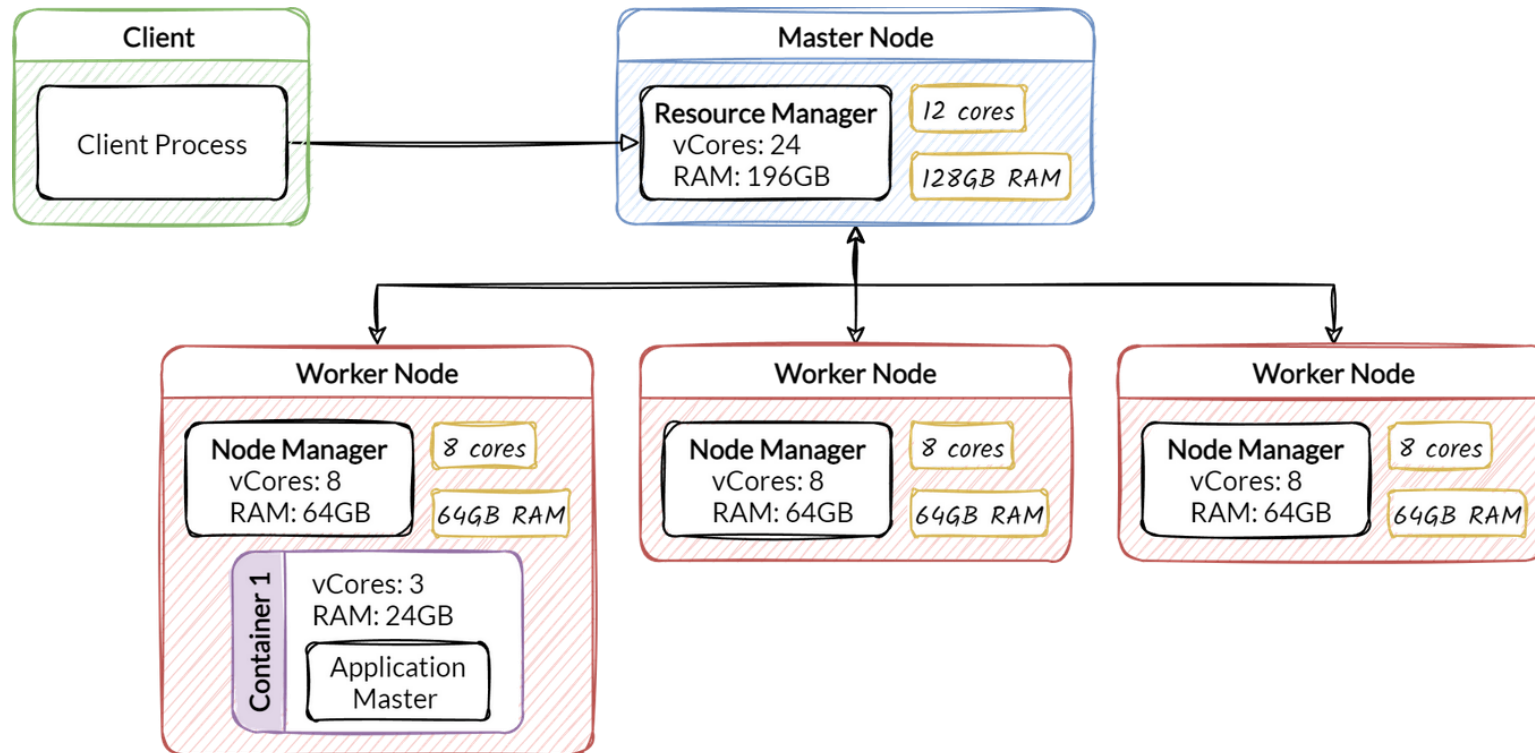 Client
Client Process
Master Node
Resource Manager
vCores: 24
RAM: 196GB
12 cores
128GB RAM
Worker Node
Node Manager
vCores: 8
RAM: 64GB
8 cores
64GB RAM
Container 1
vCores: 3
RAM: 24GB
Application
Master
Worker Node
Node Manager
vCores: 8
RAM: 64GB
8 cores
64GB RAM
Worker Node
Node Manager
vCores: 8
RAM: 64GB
8 cores
64GB RAM